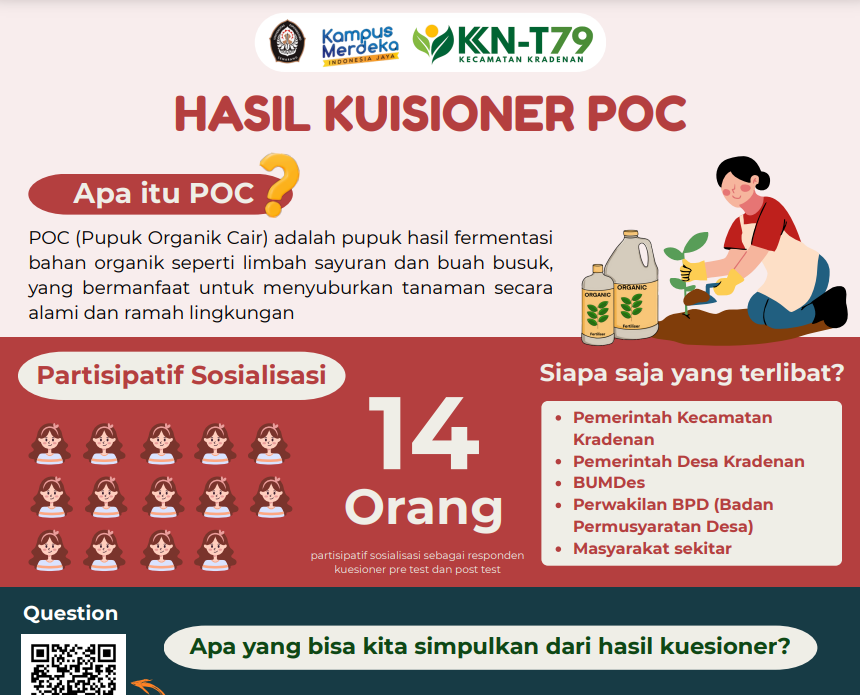 Kampus
Merdeka
INDONESIA JAYA
KKN-T79
KECAMATAN KRADENAN
HASIL KUISIONER POC
Apa itu POC ?
POC (Pupuk Organik Cair) adalah pupuk hasil fermentasi
bahan organik seperti limbah sayuran dan buah busuk,
yang bermanfaat untuk menyuburkan tanaman secara
alami dan ramah lingkungan
ORGANIC
Fertilizer
ORGANIC
Fertilizer
Partisipatif Sosialisasi
14
Orang
partisipatif sosialisasi sebagai responden
kuesioner pre test dan post test
Siapa saja yang terlibat?
• Pemerintah Kecamatan
Kradenan
• Pemerintah Desa Kradenan
• BUMDes
• Perwakilan BPD (Badan
Permusyaratan Desa)
• Masyarakat sekitar
Question
Apa yang bisa kita simpulkan dari hasil kuesioner?